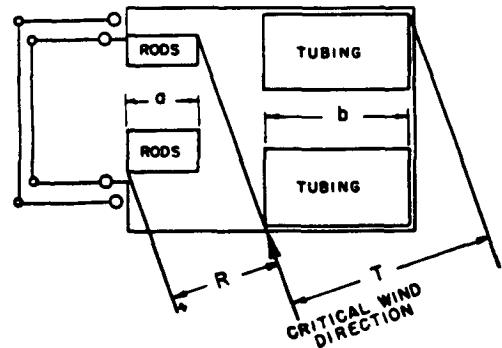 RODS
TUBING
a
b
RODS
TUBING
R
T
CRITICAL WIND
DIRECTION